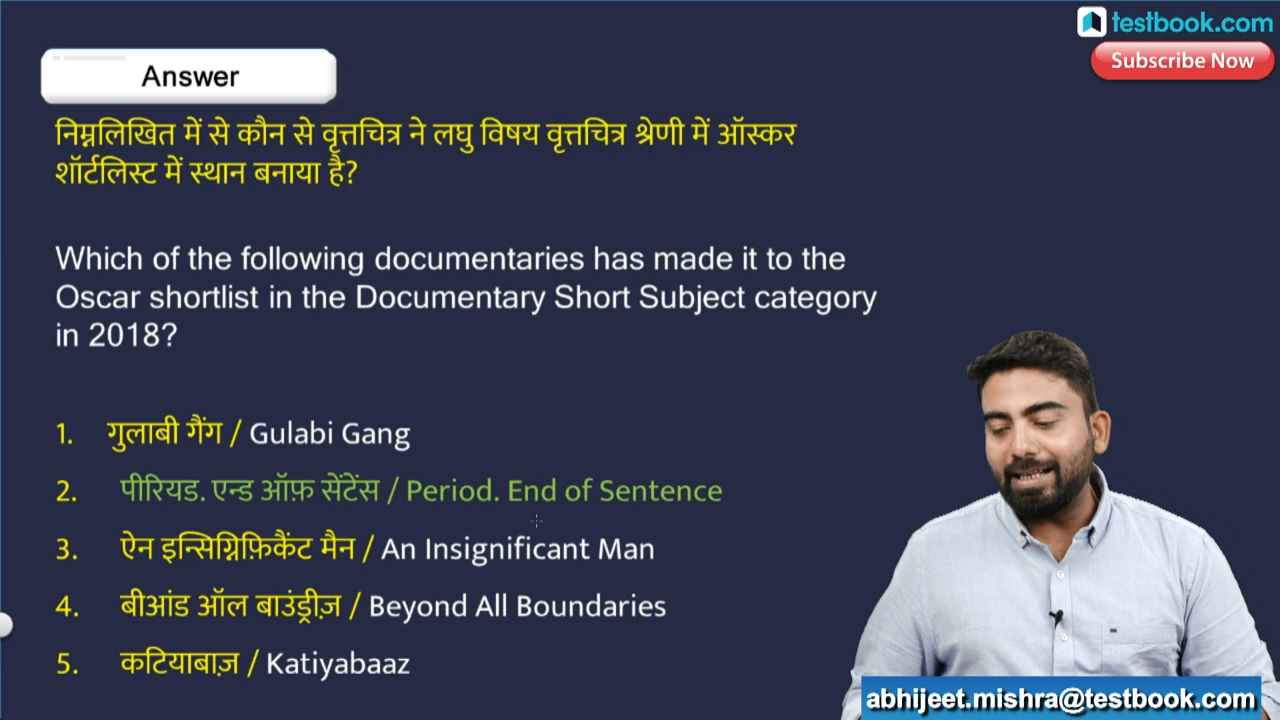 testbook.com
Subscribe Now
Answer
निम्नलिखित में से कौन से वृत्तचित्र ने लघु विषय वृत्तचित्र श्रेणी में ऑस्कर
शॉर्टलिस्ट में स्थान बनाया है?
Which of the following documentaries has made it to the
Oscar shortlist in the Documentary Short Subject category
in 2018?
1. गुलाबी गैंग / Gulabi Gang
2. पीरियड. एन्ड ऑफ़ सेंटेंस / Period. End of Sentence
3. ऐन इन्सिग्निफ़िकैंट मैन / An Insignificant Man
4. बीआंड ऑल बाउंड्रीज़ / Beyond All Boundaries
5. कटियाबाज़ / Katiyabaaz
abhijeet.mishra@testbook.com